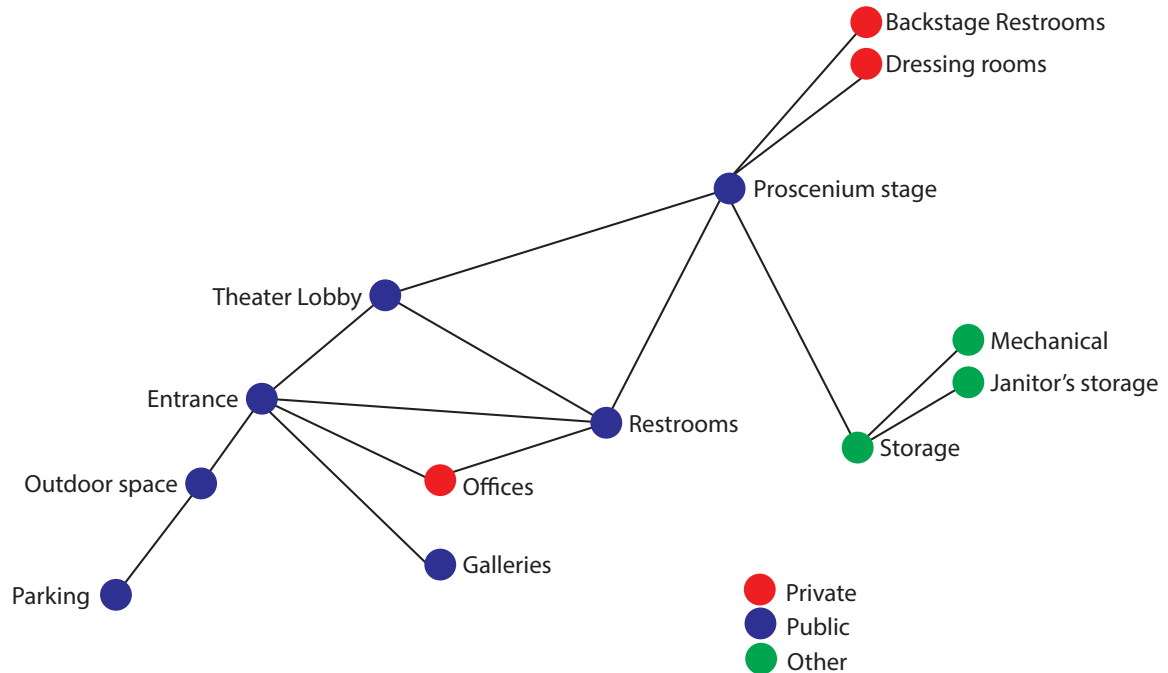 Backstage Restrooms
Dressing rooms
Proscenium stage
Theater Lobby
Mechanical
Janitor’s storage
Entrance
Restrooms
Storage
Outdoor space
Offices
Galleries
Parking
Private
Public
Other